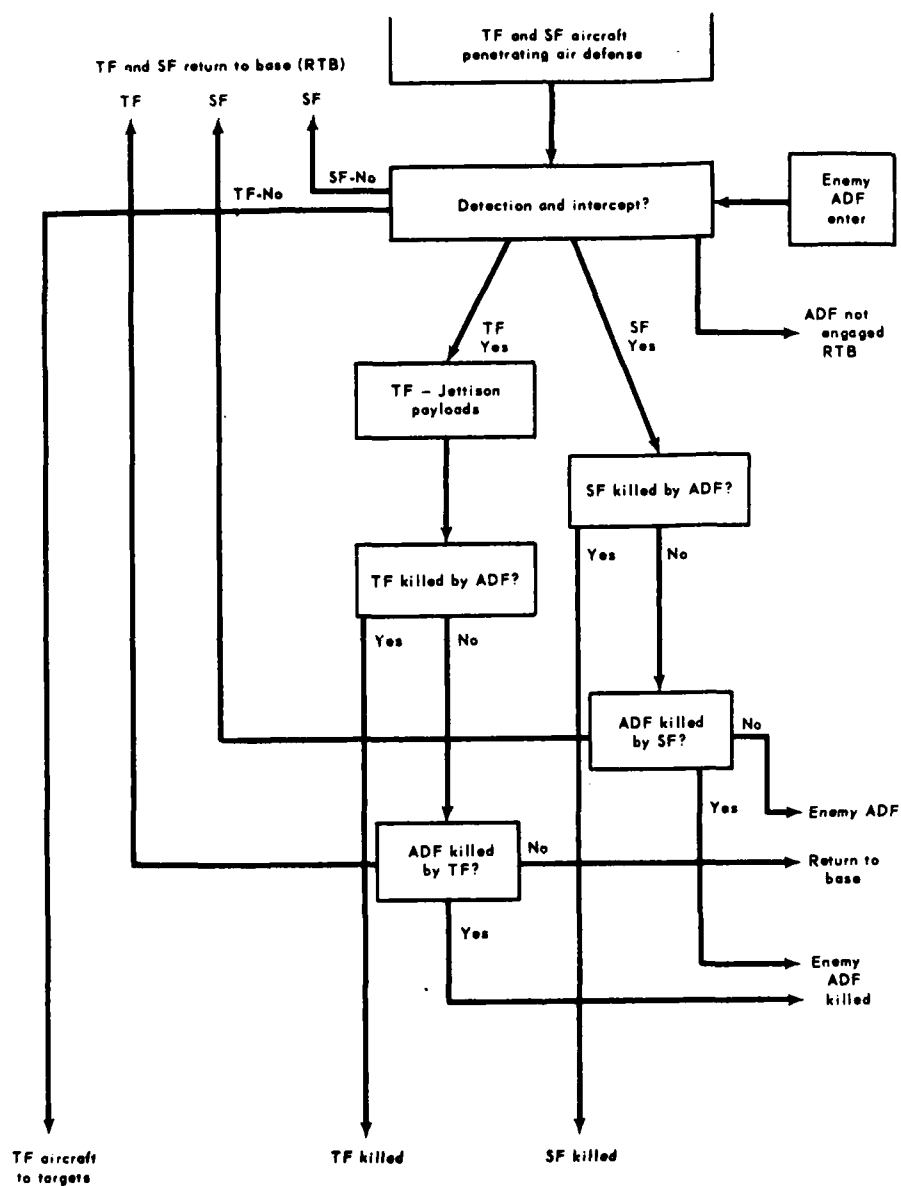 TF and SF aircraft
penetrating air defense
TF and SF return to base (RTB)
TF
SF
SF
SF-No
TF-No
Detection and intercept?
Enemy
ADF
enter
TF
Yes
SF
Yes
ADF not
engaged
RTB
TF – Jettison
payloads
SF killed by ADF?
Yes
No
TF killed by ADF?
Yes
No
ADF killed
by SF?
No
Yes
Enemy ADF
ADF killed
by TF?
No
Return to
base
Yes
Enemy
ADF
killed
TF aircraft
to targets
TF killed
SF killed